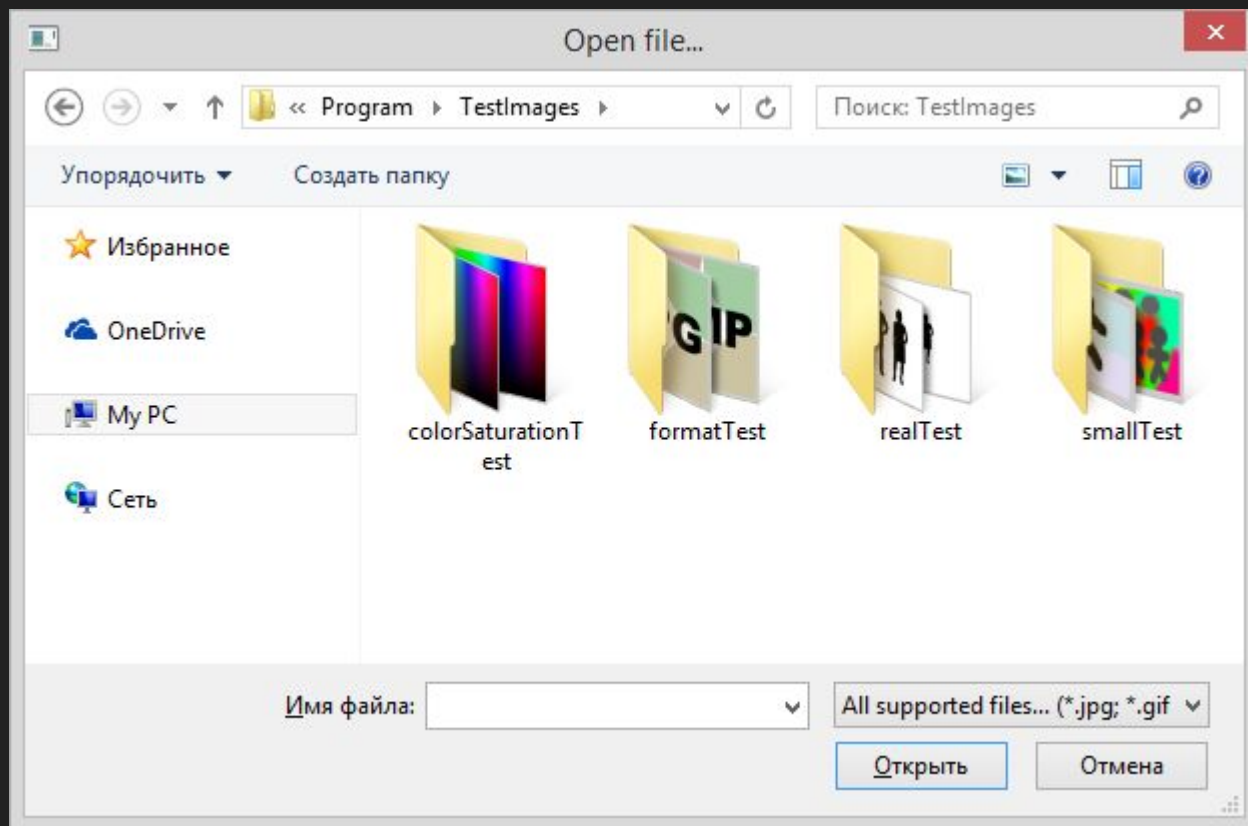 Open file...
« Program TestImages
Поиск: TestImages
Упорядочить
Создать папку
Избранное
OneDrive
My PC
Сеть
G
IP
colorSaturationT
est
formatTest
realTest
smallTest
Имя файла:
All supported files... (*.jpg; *.gif
Открыть
Отмена